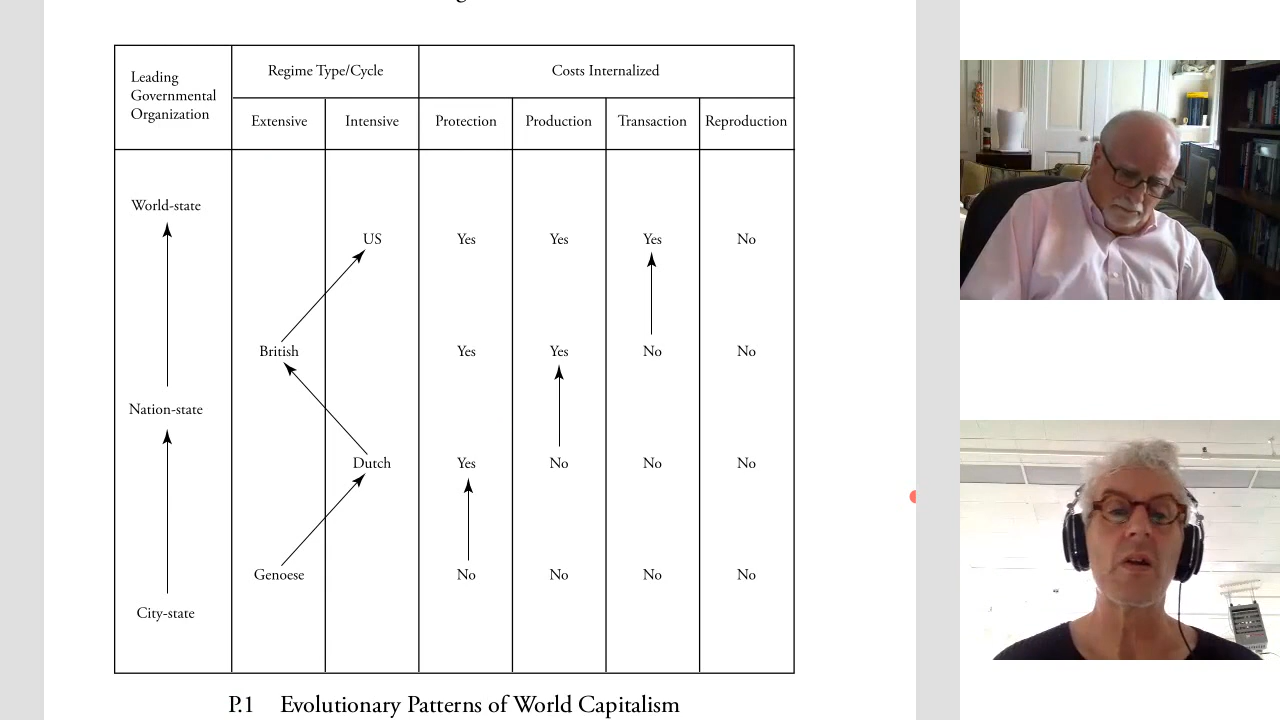 Leading
Governmental
Organization
Regime Type/Cycle
Costs Internalized
Extensive Intensive Protection Production Transaction Reproduction
World-state
US Yes Yes Yes No
British Yes Yes No No
Nation-state
Dutch Yes No No No
Genoese No No No No
City-state
P.1 Evolutionary Patterns of World Capitalism